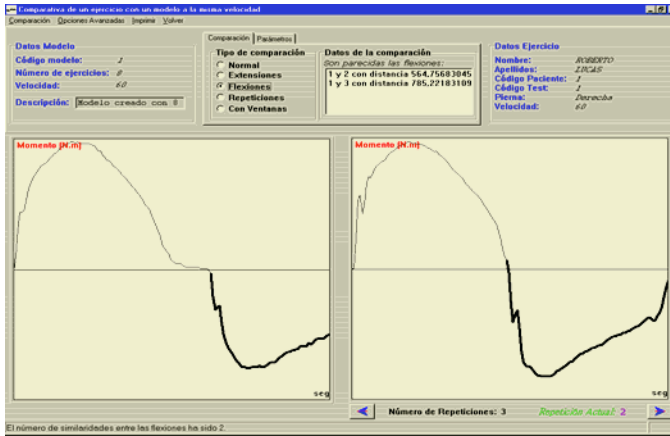 Comparativa de un ejercicio con un modelo a la misma velocidad
Comparación Opciones Avanzadas Imprimir Volver
Datos Modelo
Código modelo: 1
Número de ejercicios: 8
Velocidad: 60
Descripción: Modelo creado con 8
Comparación Parámetros
Tipo de comparación
Normal
Extensiones
Flexiones
Repeticiones
Con Ventanas
Datos de la comparación
Son parecidas las flexiones:
1 y 2 con distancia 564,75683045
1 y 3 con distancia 785,22183109
Datos Ejercicio
Nombre: ROBERTO
Apellidos: LUCAS
Código Paciente: 1
Código Test: 1
Pierna: Derecha
Velocidad: 60
Momento [N.m]
seg
Momento [N.m]
seg
Número de Repeticiones: 3 Repetición Actual: 2
El número de similaridades entre las flexiones ha sido 2.